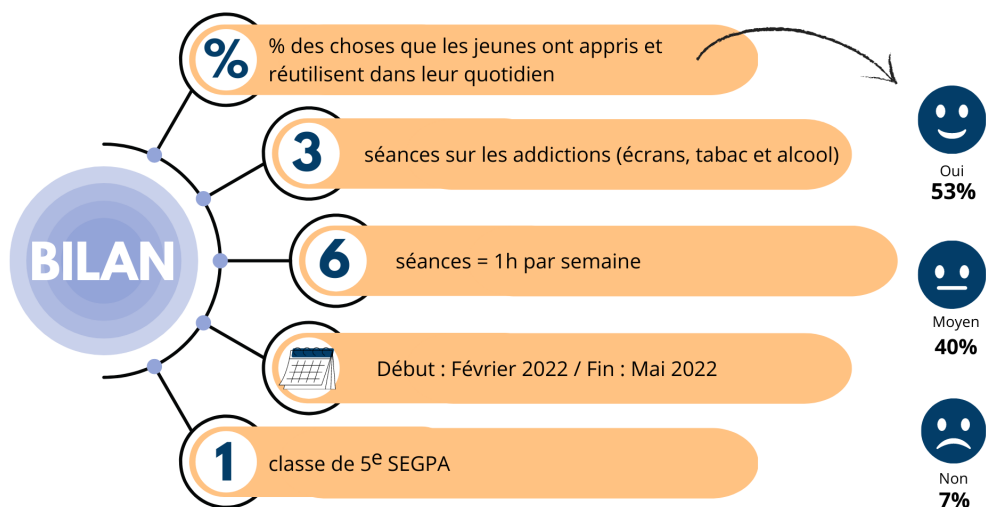 BILAN
%
% des choses que les jeunes ont appris et
réutilisent dans leur quotidien
3
séances sur les addictions (écrans, tabac et alcool)
6
séances = 1h par semaine
Début : Février 2022 / Fin : Mai 2022
1
classe de 5e SEGPA
Oui
53%
Moyen
40%
Non
7%